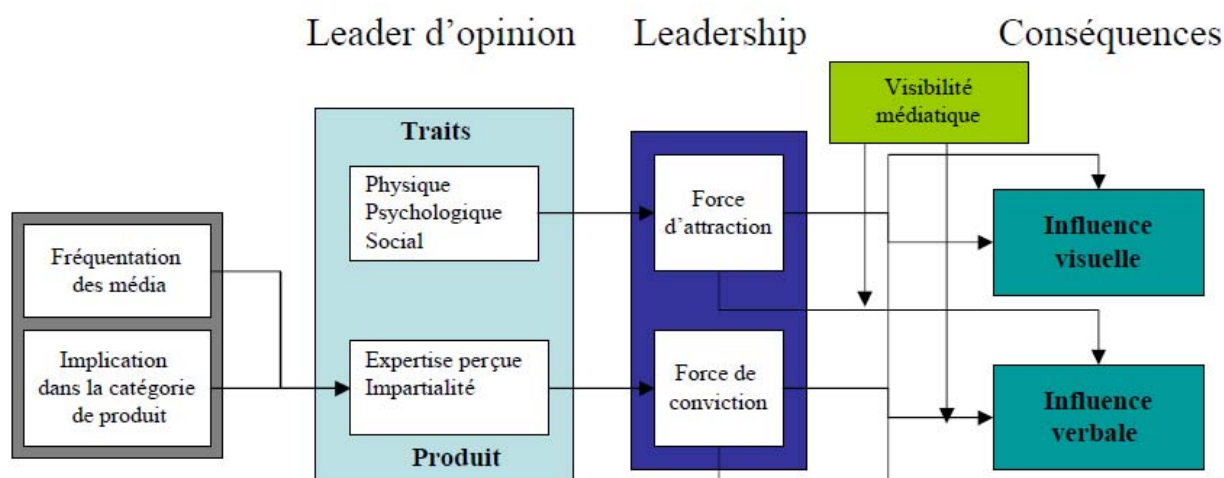 Leader d'opinion
Leadership
Conséquences
Visibilité
médiatique
Traits
Physique
Psychologique
Social
Force
d'attraction
Influence
visuelle
Fréquentation
des média
Implication
dans la catégorie
de produit
Expertise perçue
Impartialité
Produit
Force de
conviction
Influence
verbale